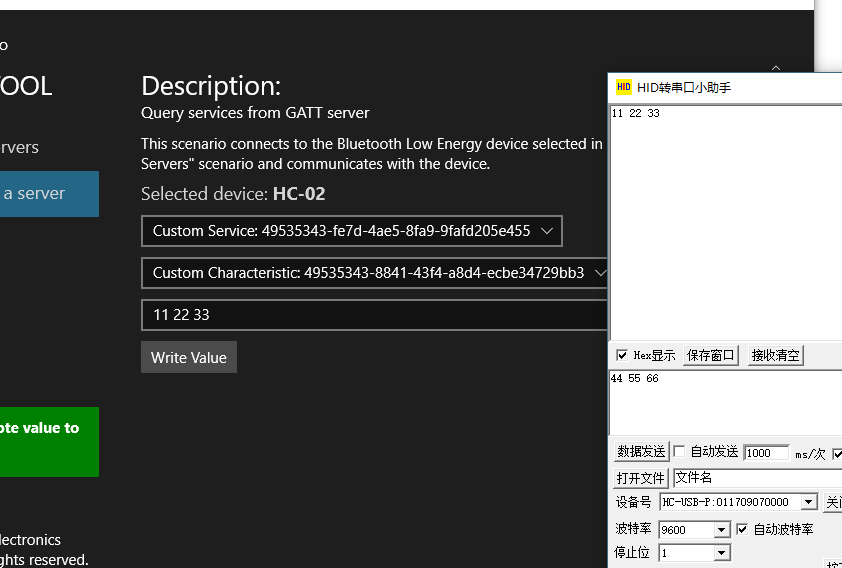 o
TOOL
rvers
a server
ote value to
lectronics
ghts reserved.
Description:
Query services from GATT server
This scenario connects to the Bluetooth Low Energy device selected in
Servers" scenario and communicates with the device.
Selected device: HC-02
Custom Service: 49535343-fe7d-4ae5-8fa9-9fafd205e455
Custom Characteristic: 49535343-8841-43f4-a8d4-ecbe34729bb3
11 22 33
Write Value
HID HID转串口小助手
11 22 33
Hex显示 保存窗口 接收清空
44 55 66
数据发送 自动发送 1000 ms/次
打开文件 文件名
设备号 HC-USB-P:011709070000 关
波特率 9600 自动波特率
停止位 1